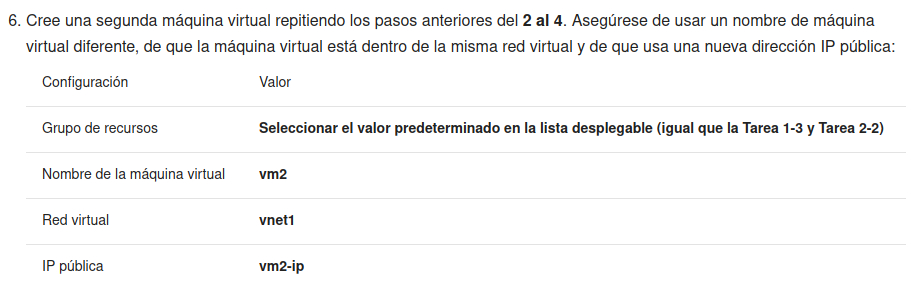 6. Cree una segunda máquina virtual repitiendo los pasos anteriores del 2 al 4. Asegúrese de usar un nombre de máquina
virtual diferente, de que la máquina virtual está dentro de la misma red virtual y de que usa una nueva dirección IP pública:
Configuración Valor
Grupo de recursos Seleccionar el valor predeterminado en la lista desplegable (igual que la Tarea 1-3 y Tarea 2-2)
Nombre de la máquina virtual vm2
Red virtual vnet1
IP pública vm2-ip